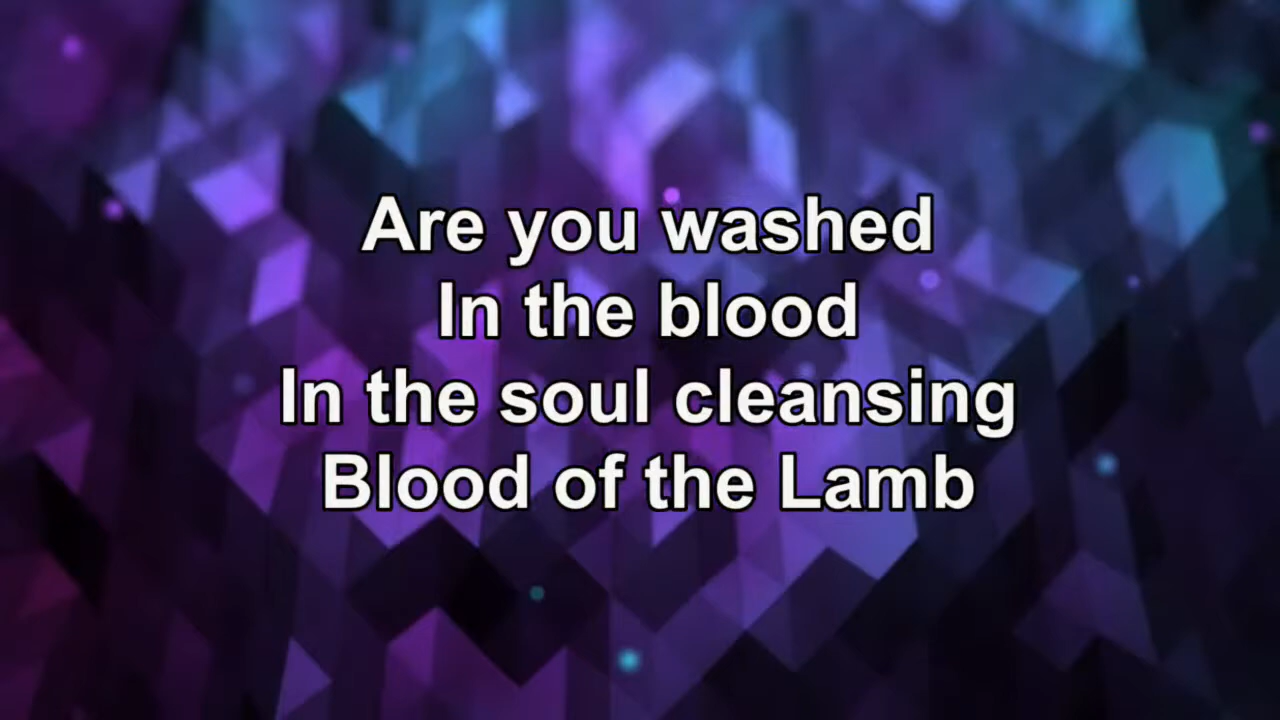 Are you washed
In the blood
In the soul cleansing
Blood of the Lamb